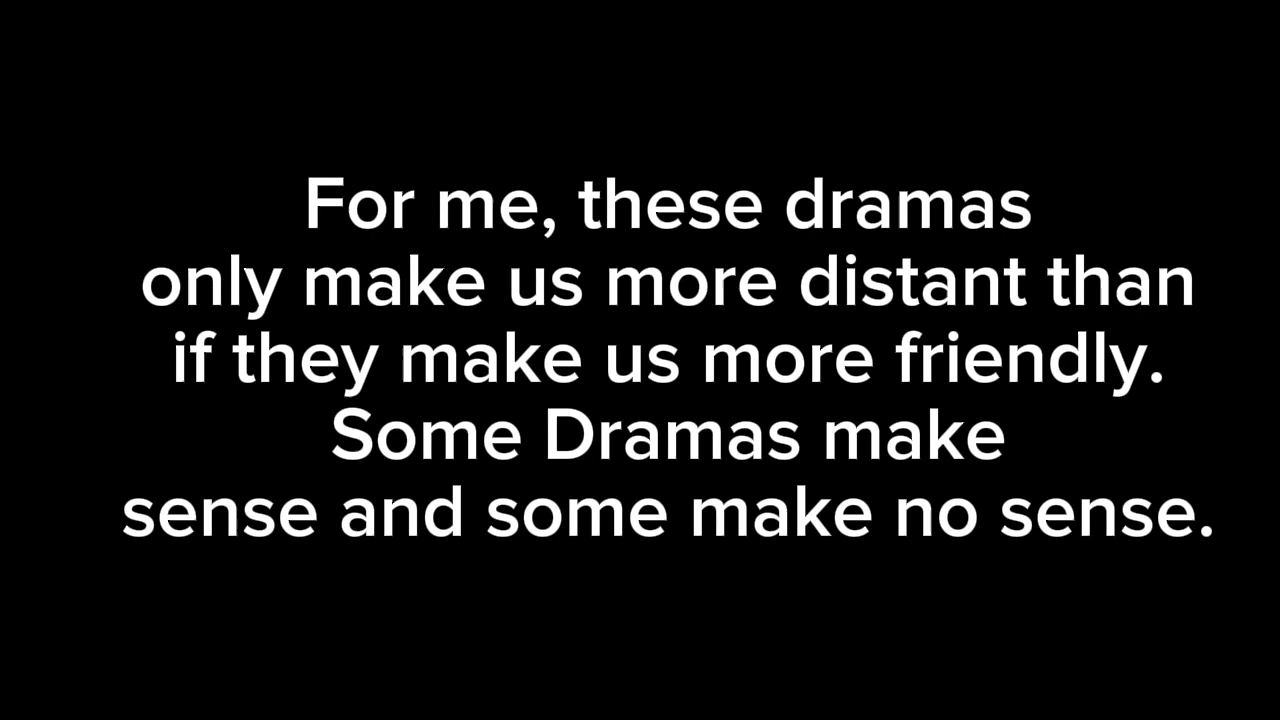 For me, these dramas
only make us more distant than
if they make us more friendly.
Some Dramas make
sense and some make no sense.